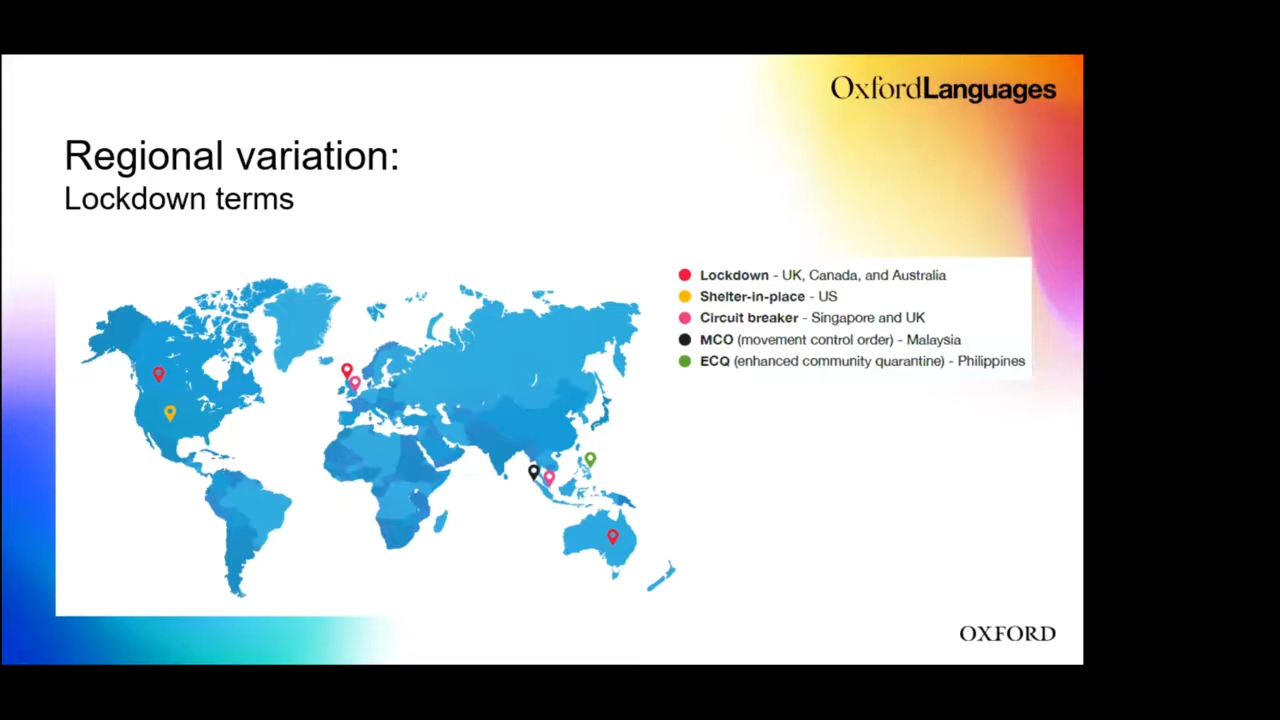 OxfordLanguages
Regional variation:
Lockdown terms
Lockdown - UK, Canada, and Australia
Shelter-in-place - US
Circuit breaker - Singapore and UK
MCO (movement control order) - Malaysia
ECQ (enhanced community quarantine) - Philippines
OXFORD